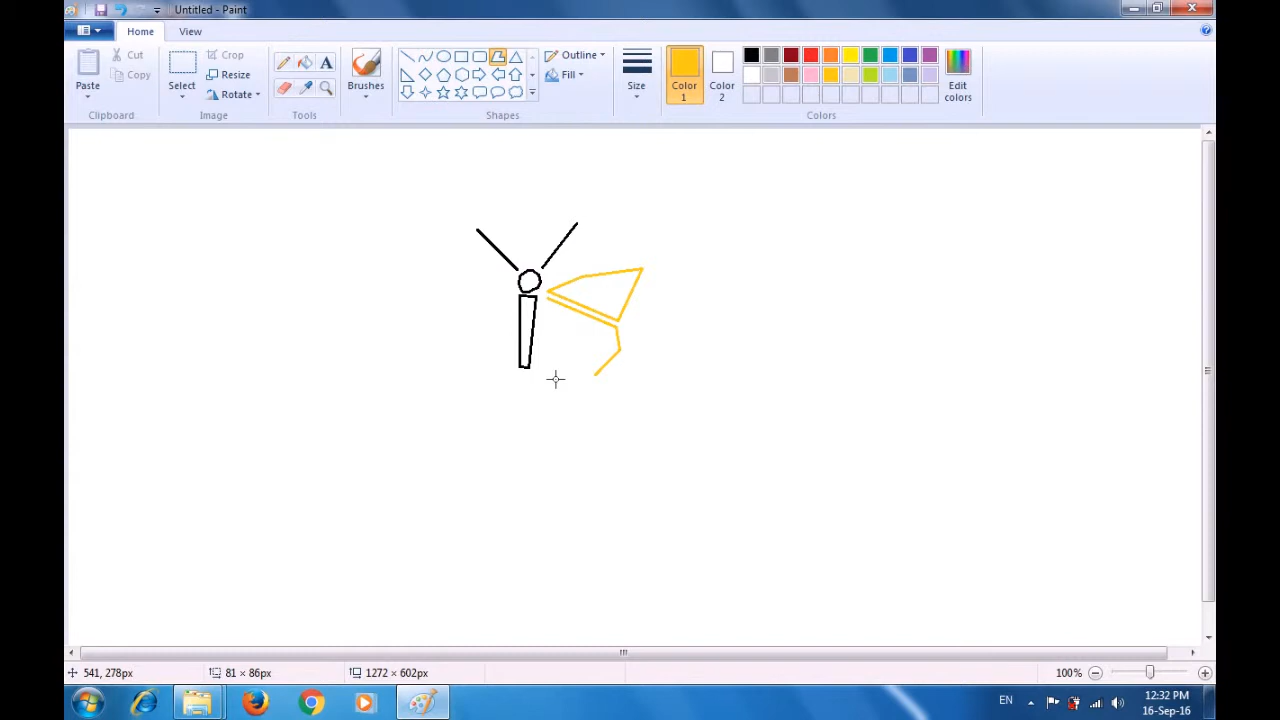 Untitled - Paint
Home
View
Paste
Cut
Copy
Clipboard
Select
Crop
Resize
Rotate
Image
A
Tools
Brushes
Outline
Fill
Shapes
Size
Color
1
Color
2
Edit
colors
Colors
541, 278px
81 × 86px
1272 × 602px
100%
EN
12:32 PM
16-Sep-16